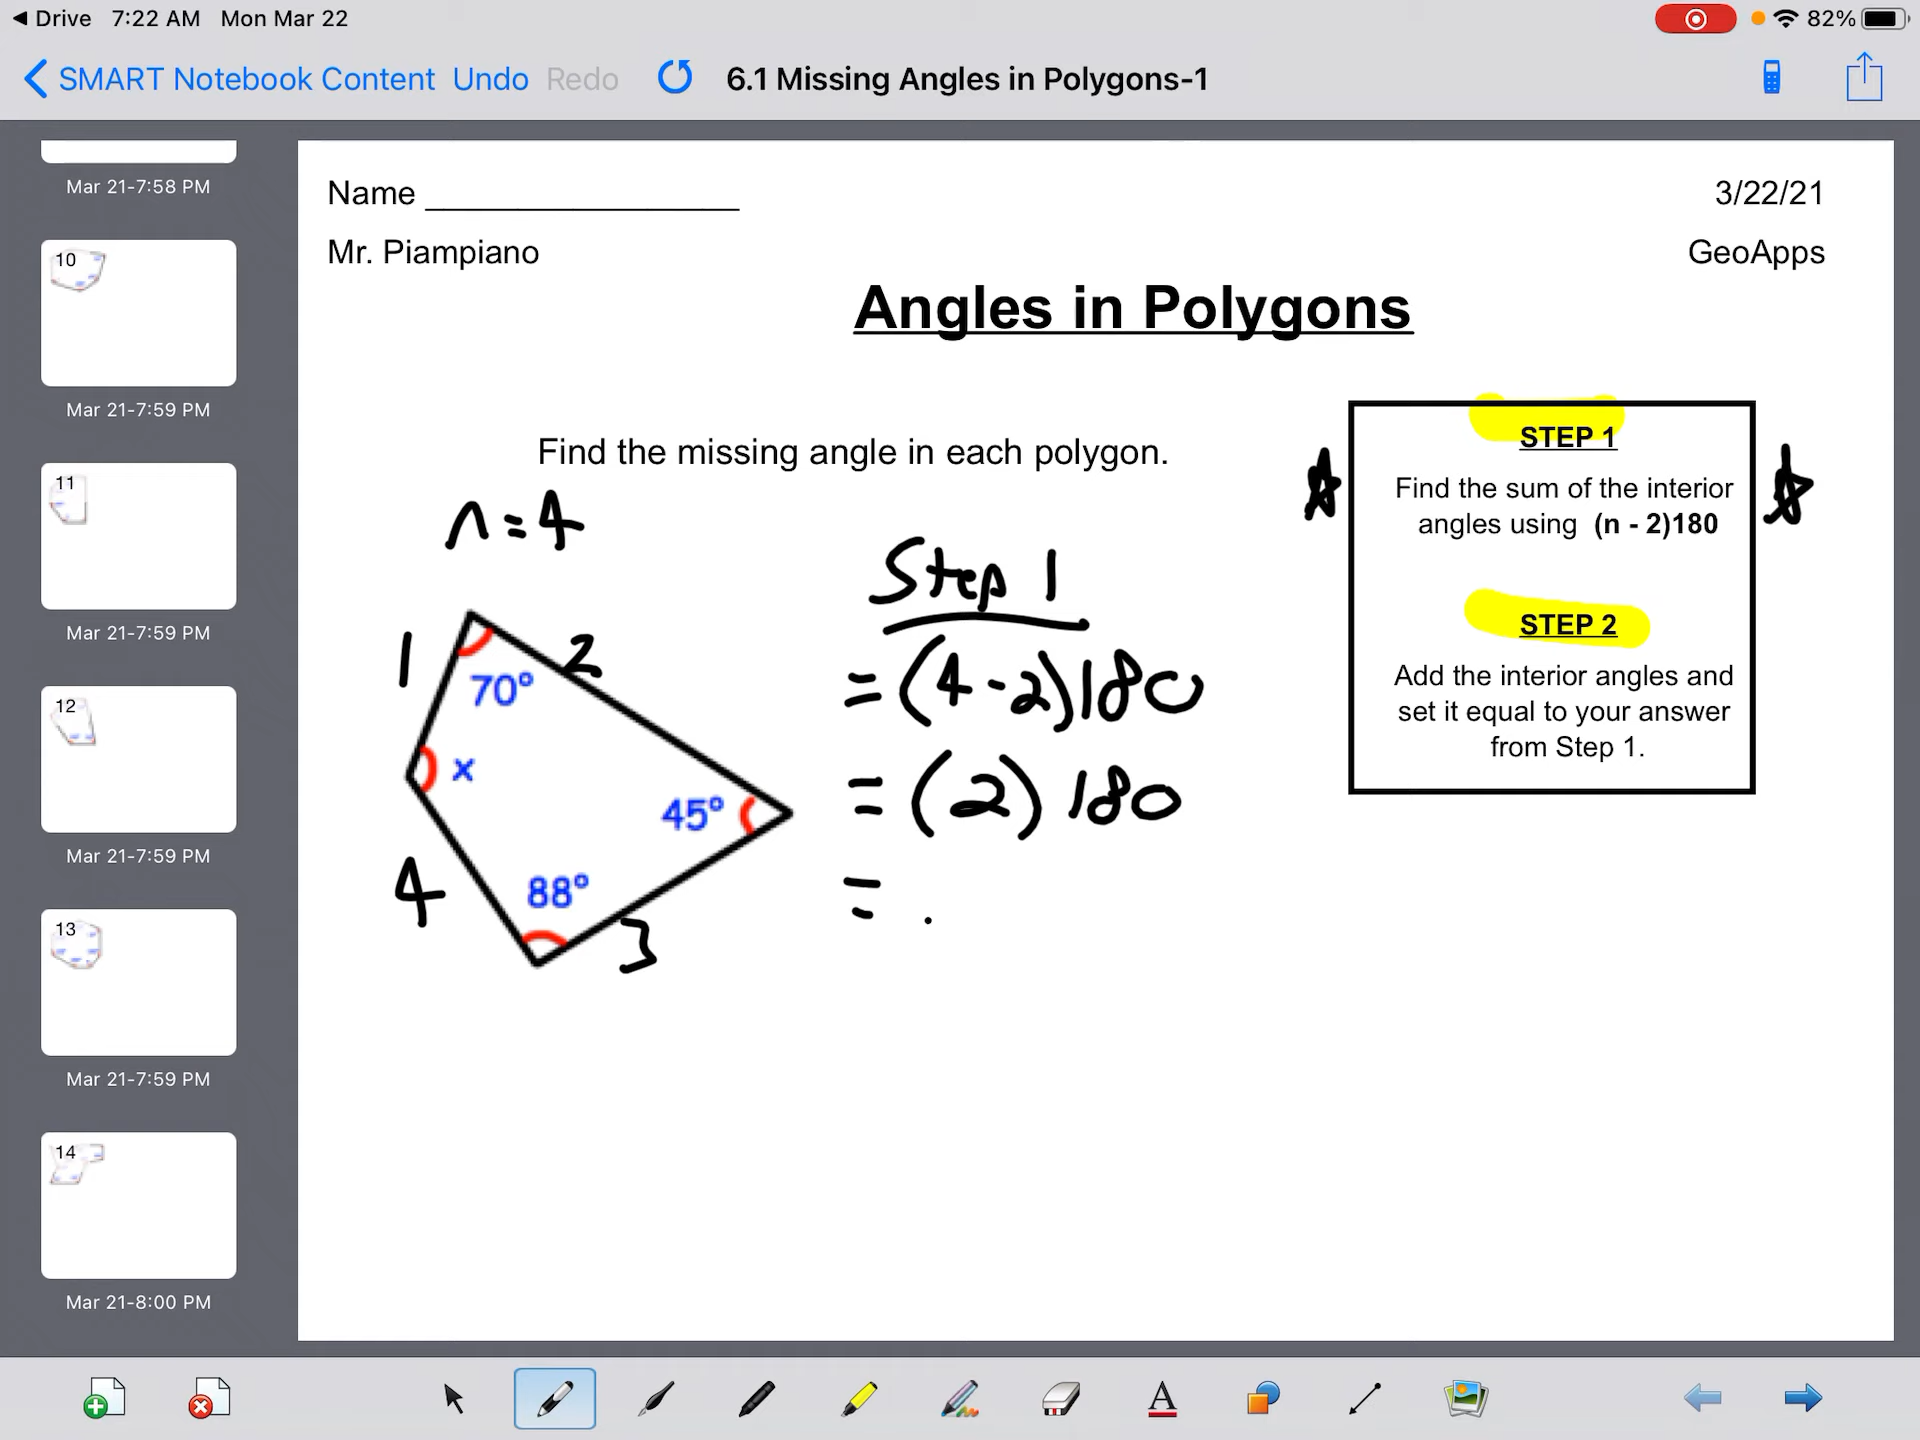 Drive 7:22 AM Mon Mar 22 82%
SMART Notebook Content Undo Redo 6.1 Missing Angles in Polygons-1
Mar 21-7:58 PM
10
Mar 21-7:59 PM
11
Mar 21-7:59 PM
12
Mar 21-7:59 PM
13
Mar 21-7:59 PM
14
Mar 21-8:00 PM
Name _________________ 3/22/21
Mr. Piampiano GeoApps
Angles in Polygons
Find the missing angle in each polygon.
n=4
1
2
70°
x
45°
88°
4
3
Step 1
= (4-2)180
= (2) 180
= .
STEP 1
Find the sum of the interior
angles using (n - 2)180
STEP 2
Add the interior angles and
set it equal to your answer
from Step 1.
A